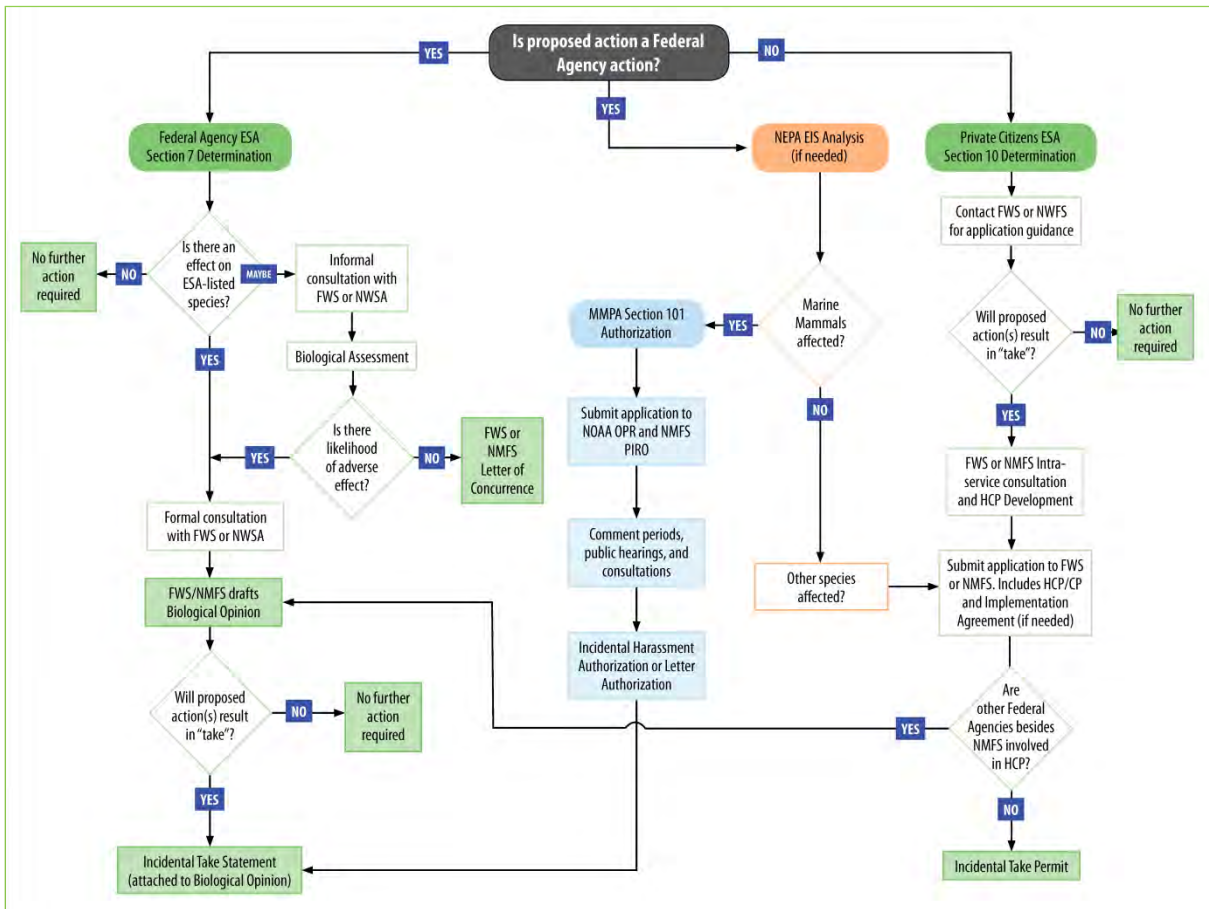 Is proposed action a Federal
Agency action?
YES
NO
YES
Federal Agency ESA
Section 7 Determination
NEPA EIS Analysis
(if needed)
Private Citizens ESA
Section 10 Determination
Contact FWS or NWFS
for application guidance
No further
action
required
NO
Is there an
effect on
ESA-listed
species?
MAYBE
Informal
consultation with
FWS or NWSA
Biological Assessment
YES
Is there
likelihood
of adverse
effect?
YES
NO
FWS or
NMFS
Letter of
Concurrence
Formal consultation
with FWS or NWSA
FWS/NMFS drafts
Biological Opinion
Will proposed
action(s) result
in “take”?
NO
No further
action
required
YES
Incidental Take Statement
(attached to Biological Opinion)
MMPA Section 101
Authorization
YES
Marine
Mammals
affected?
NO
Submit application to
NOAA OPR and NMFS
PIRO
Comment periods,
public hearings, and
consultations
Incidental Harassment
Authorization or Letter
Authorization
Other species
affected?
Will proposed
action(s) result
in “take”?
NO
No further
action
required
YES
FWS or NMFS Intra-
service consultation
and HCP Development
Submit application to FWS
or NMFS. Includes HCP/CP
and Implementation
Agreement (if needed)
Are
other Federal
Agencies besides
NMFS involved
in HCP?
YES
NO
Incidental Take Permit